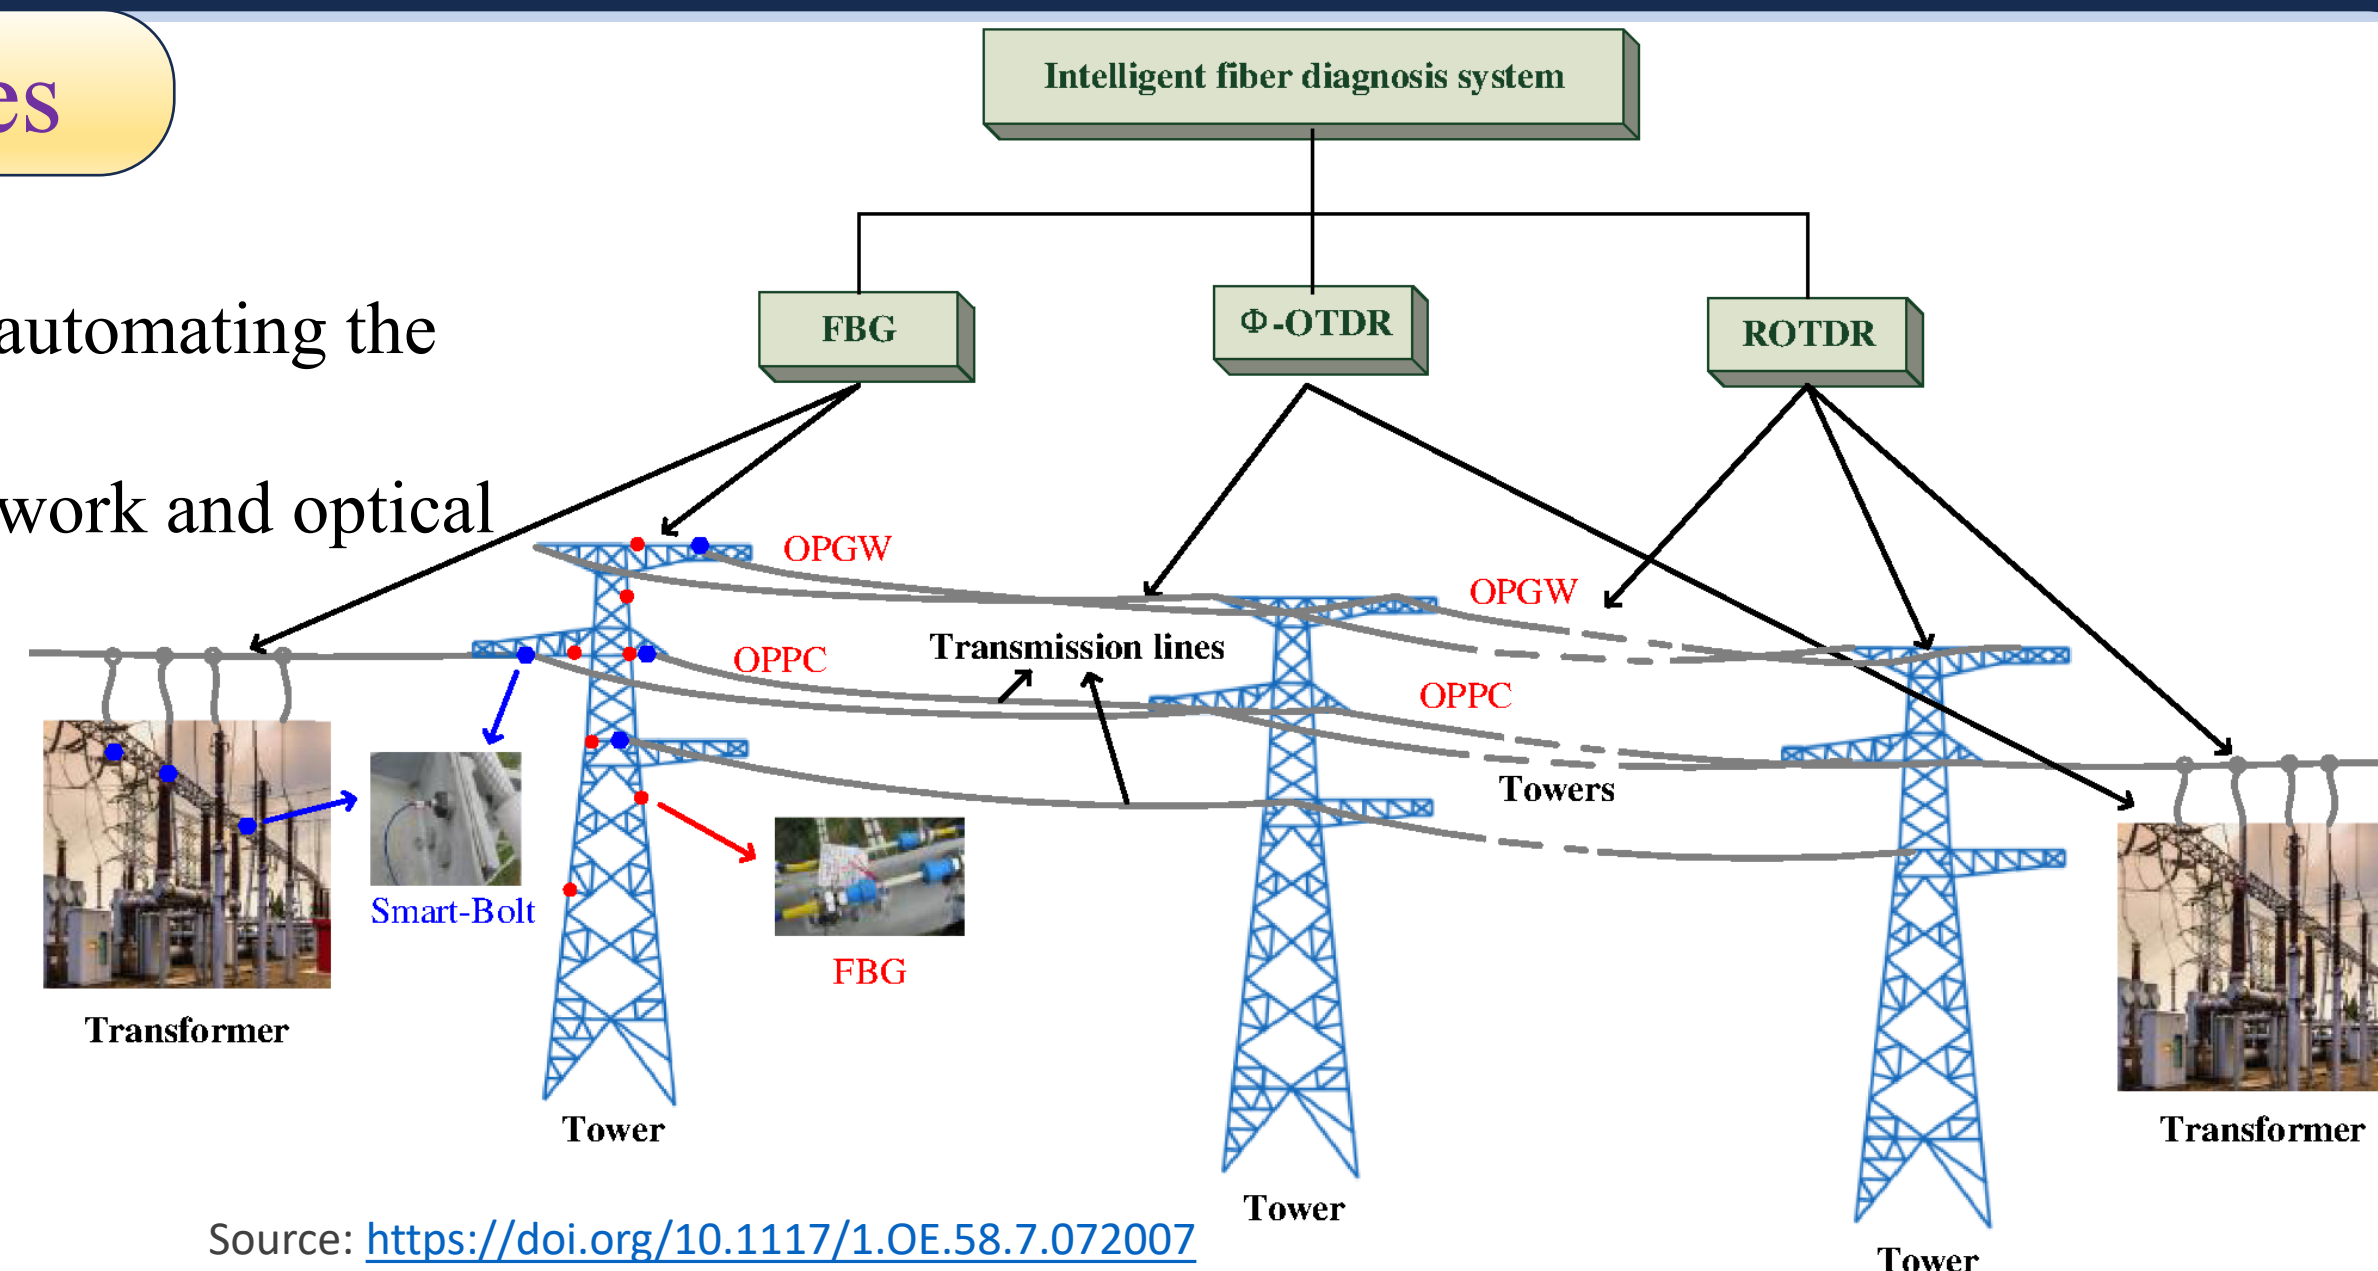 es
Intelligent fiber diagnosis system
FBG
Φ-OTDR
ROTDR
automating the
work and optical
OPGW
OPGW
Transmission lines
OPPC
OPPC
Towers
Smart-Bolt
FBG
Transformer
Tower
Transformer
Tower
Tower
Source: https://doi.org/10.1117/1.OE.58.7.072007